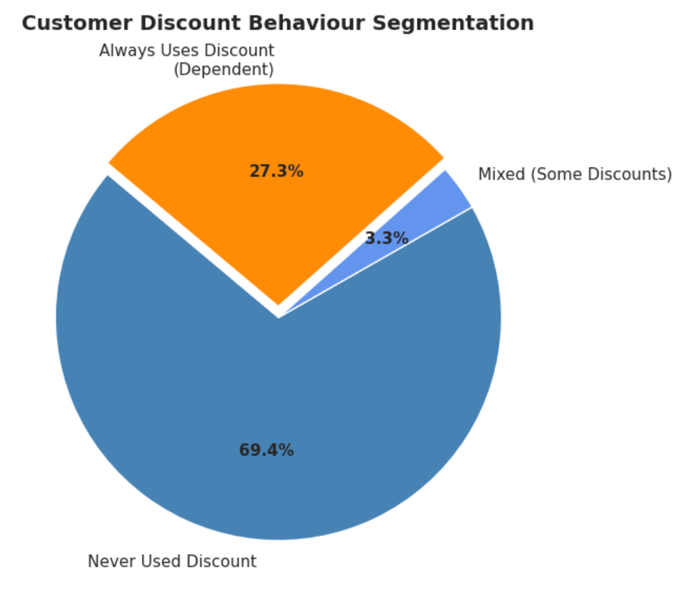 Customer Discount Behaviour Segmentation
Always Uses Discount
(Dependent)
27.3%
Mixed (Some Discounts)
3.3%
69.4%
Never Used Discount